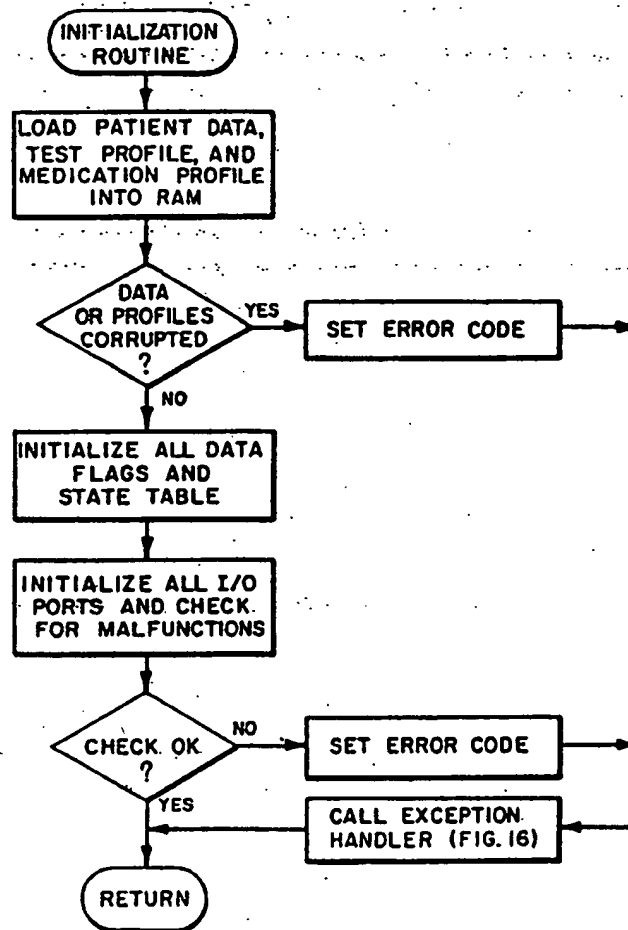 INITIALIZATION
ROUTINE
LOAD PATIENT DATA,
TEST PROFILE, AND
MEDICATION PROFILE
INTO RAM
DATA
OR PROFILES
CORRUPTED
?
YES
SET ERROR CODE
NO
INITIALIZE ALL DATA
FLAGS AND
STATE TABLE
INITIALIZE ALL I/O
PORTS AND CHECK
FOR MALFUNCTIONS
CHECK OK
?
NO
SET ERROR CODE
YES
CALL EXCEPTION
HANDLER (FIG. 16)
RETURN